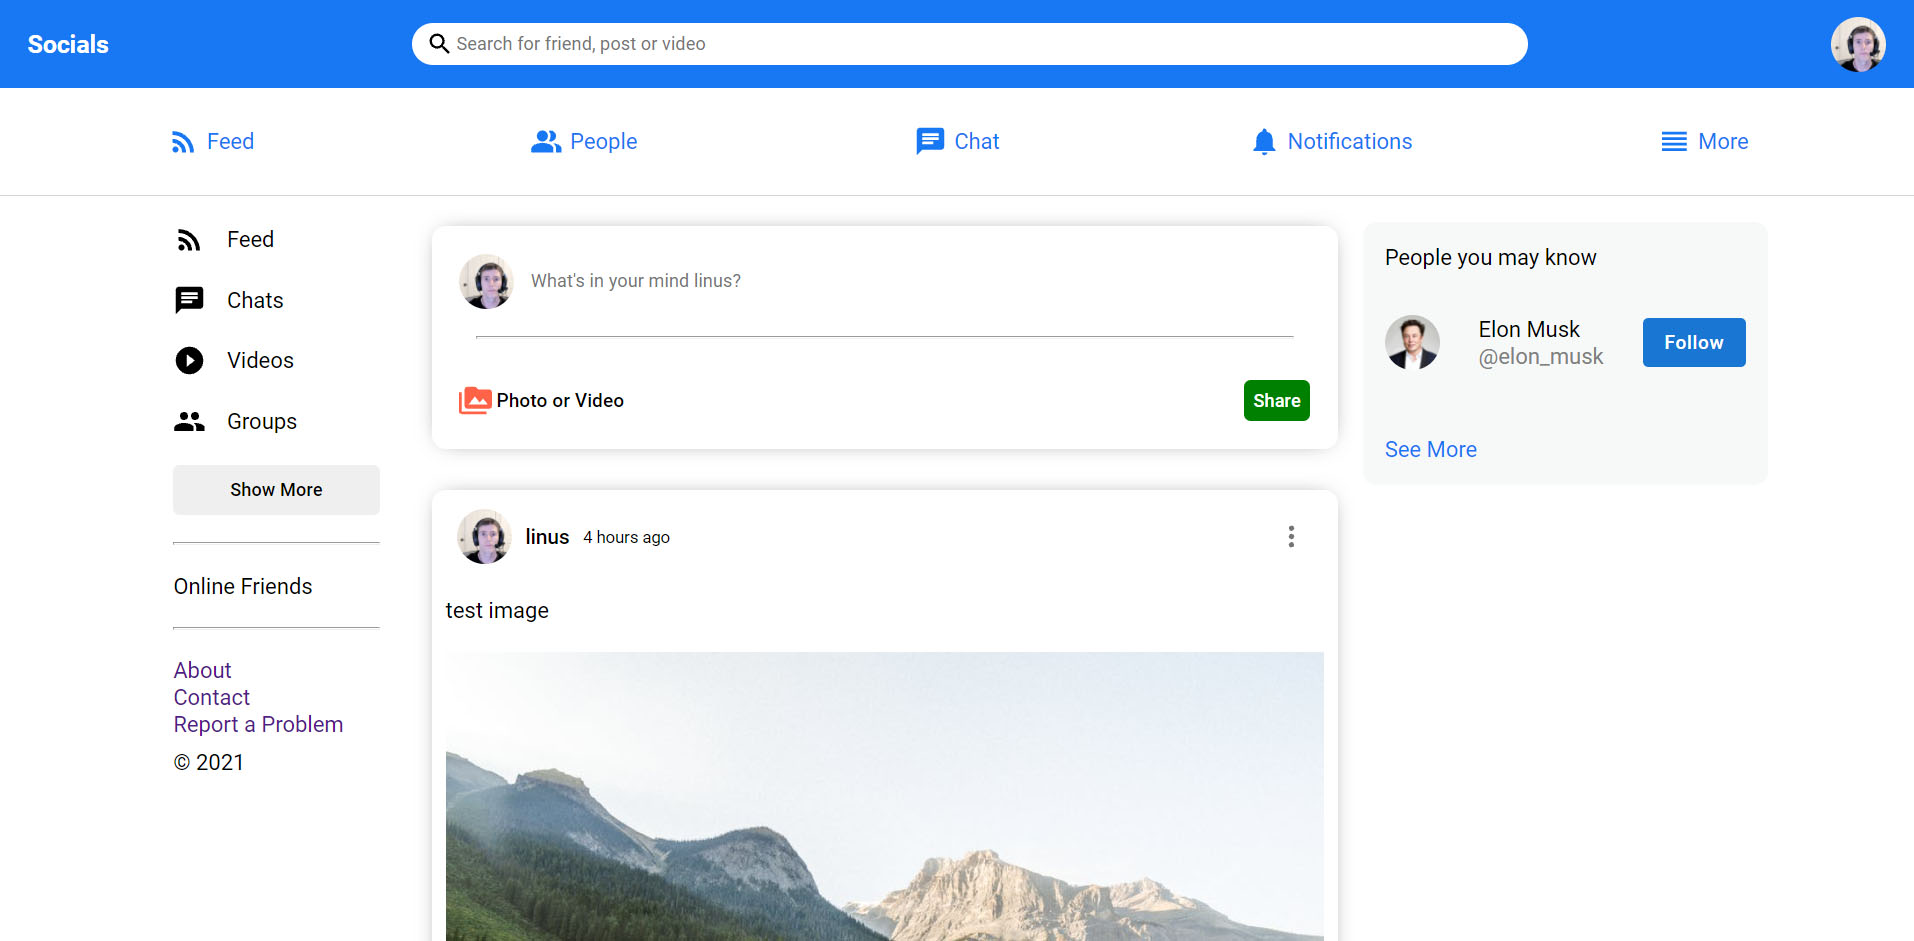 Socials
Search for friend, post or video
Feed
People
Chat
Notifications
More
Feed
Chats
Videos
Groups
Show More
Online Friends
About
Contact
Report a Problem
© 2021
What's in your mind linus?
Photo or Video
Share
linus 4 hours ago
test image
People you may know
Elon Musk
@elon_musk
Follow
See More